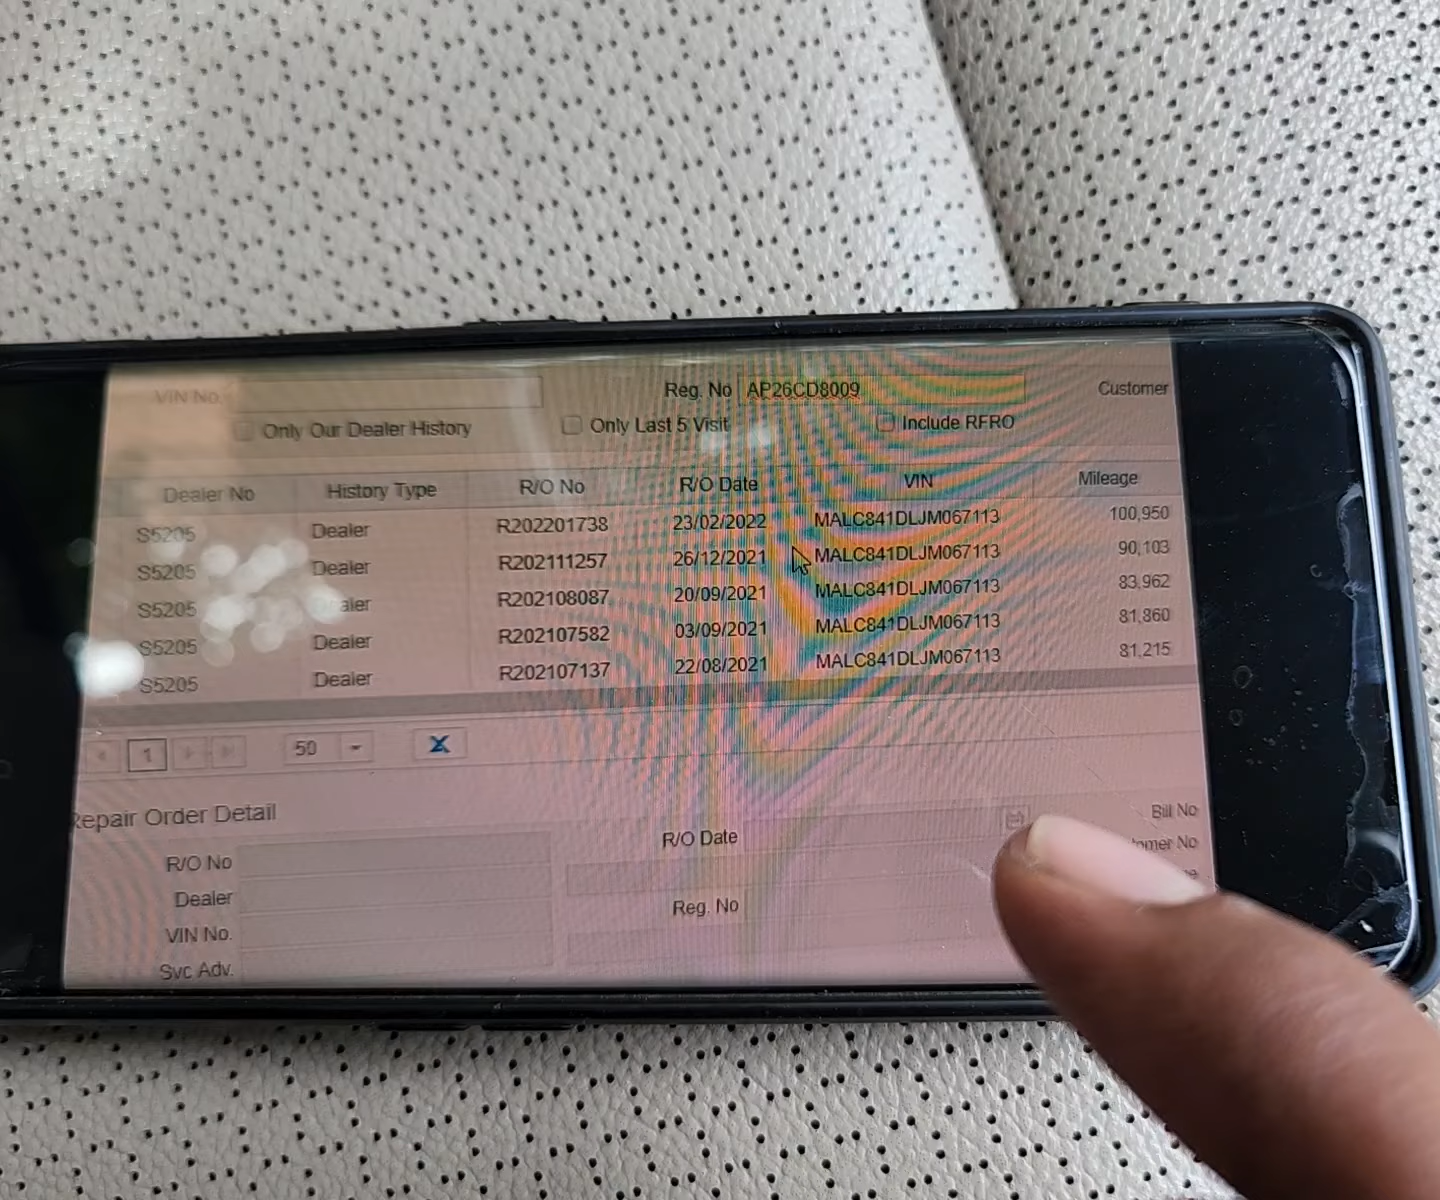 VIN No. Reg. No AP26CD8009 Customer
Only Our Dealer History Only Last 5 Visit Include RFRO
Dealer No History Type R/O No R/O Date VIN Mileage
S5205 Dealer R202201738 23/02/2022 MALC841DLJM067113 100,950
S5205 Dealer R202111257 26/12/2021 MALC841DLJM067113 90,103
S5205 Dealer R202108087 20/09/2021 MALC841DLJM067113 83,962
S5205 Dealer R202107582 03/09/2021 MALC841DLJM067113 81,860
S5205 Dealer R202107137 22/08/2021 MALC841DLJM067113 81,215
1 50
Repair Order Detail
R/O No R/O Date Bill No
Dealer No
VIN No. Reg. No
Svc Adv.